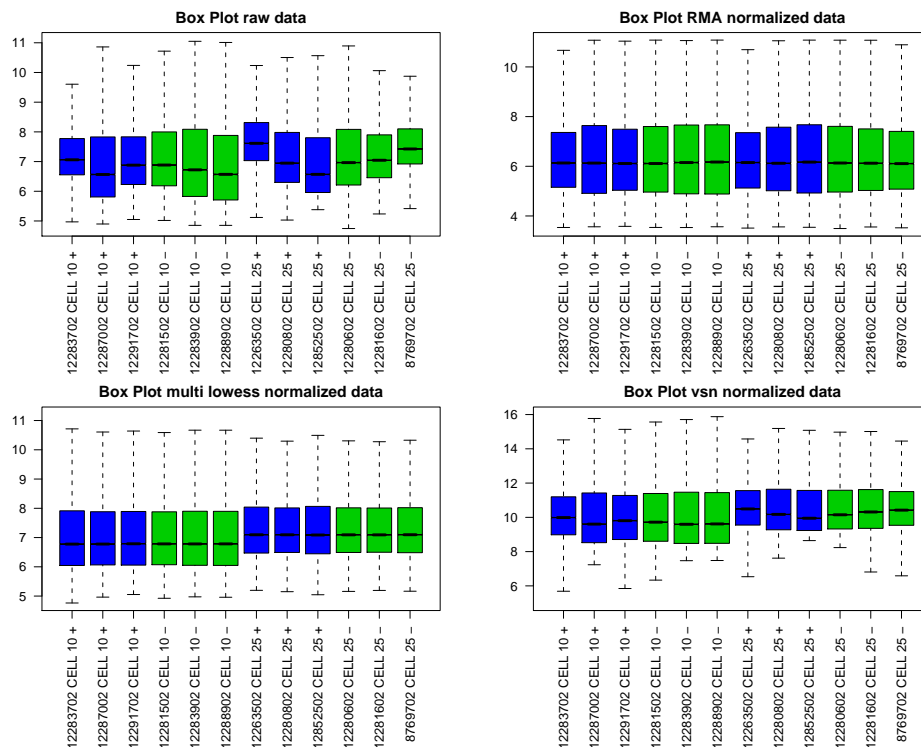 Box Plot raw data
11
10
9
8
7
6
5
12283702 CELL 10 +
12287002 CELL 10 +
12291702 CELL 10 +
12281502 CELL 10 −
12283902 CELL 10 −
12288902 CELL 10 −
12263502 CELL 25 +
12280802 CELL 25 +
12852502 CELL 25 +
12280602 CELL 25 −
12281602 CELL 25 −
8769702 CELL 25 −
Box Plot RMA normalized data
10
8
6
4
12283702 CELL 10 +
12287002 CELL 10 +
12291702 CELL 10 +
12281502 CELL 10 −
12283902 CELL 10 −
12288902 CELL 10 −
12263502 CELL 25 +
12280802 CELL 25 +
12852502 CELL 25 +
12280602 CELL 25 −
12281602 CELL 25 −
8769702 CELL 25 −
Box Plot multi lowess normalized data
11
10
9
8
7
6
5
12283702 CELL 10 +
12287002 CELL 10 +
12291702 CELL 10 +
12281502 CELL 10 −
12283902 CELL 10 −
12288902 CELL 10 −
12263502 CELL 25 +
12280802 CELL 25 +
12852502 CELL 25 +
12280602 CELL 25 −
12281602 CELL 25 −
8769702 CELL 25 −
Box Plot vsn normalized data
16
14
12
10
8
6
12283702 CELL 10 +
12287002 CELL 10 +
12291702 CELL 10 +
12281502 CELL 10 −
12283902 CELL 10 −
12288902 CELL 10 −
12263502 CELL 25 +
12280802 CELL 25 +
12852502 CELL 25 +
12280602 CELL 25 −
12281602 CELL 25 −
8769702 CELL 25 −